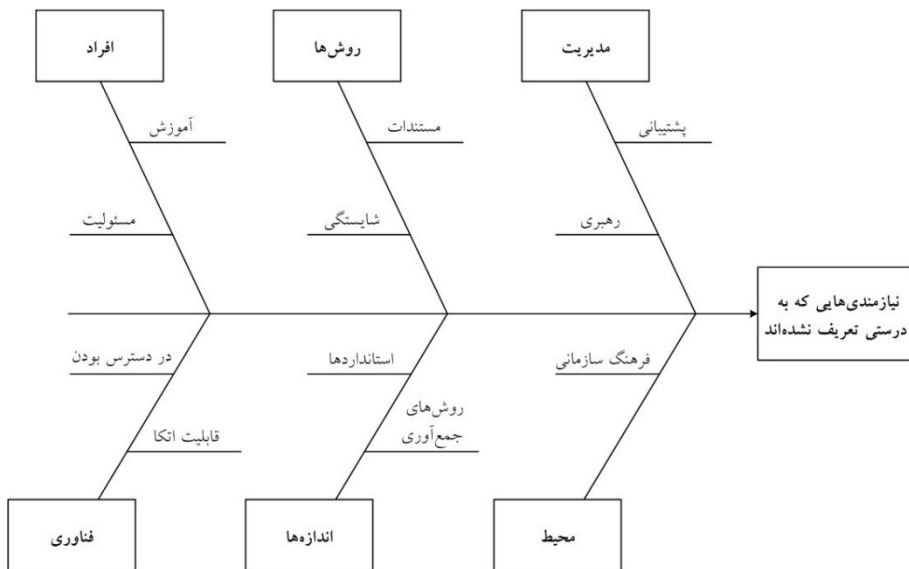 مدیریت
روش‌ها
افراد
پشتیبانی
مستندات
آموزش
رهبری
شایستگی
مسئولیت
نیازمندی‌هایی که به
درستی تعریف نشده‌اند
فرهنگ سازمانی
استانداردها
در دسترس بودن
روش‌های
جمع‌آوری
قابلیت اتکا
محیط
اندازه‌ها
فناوری